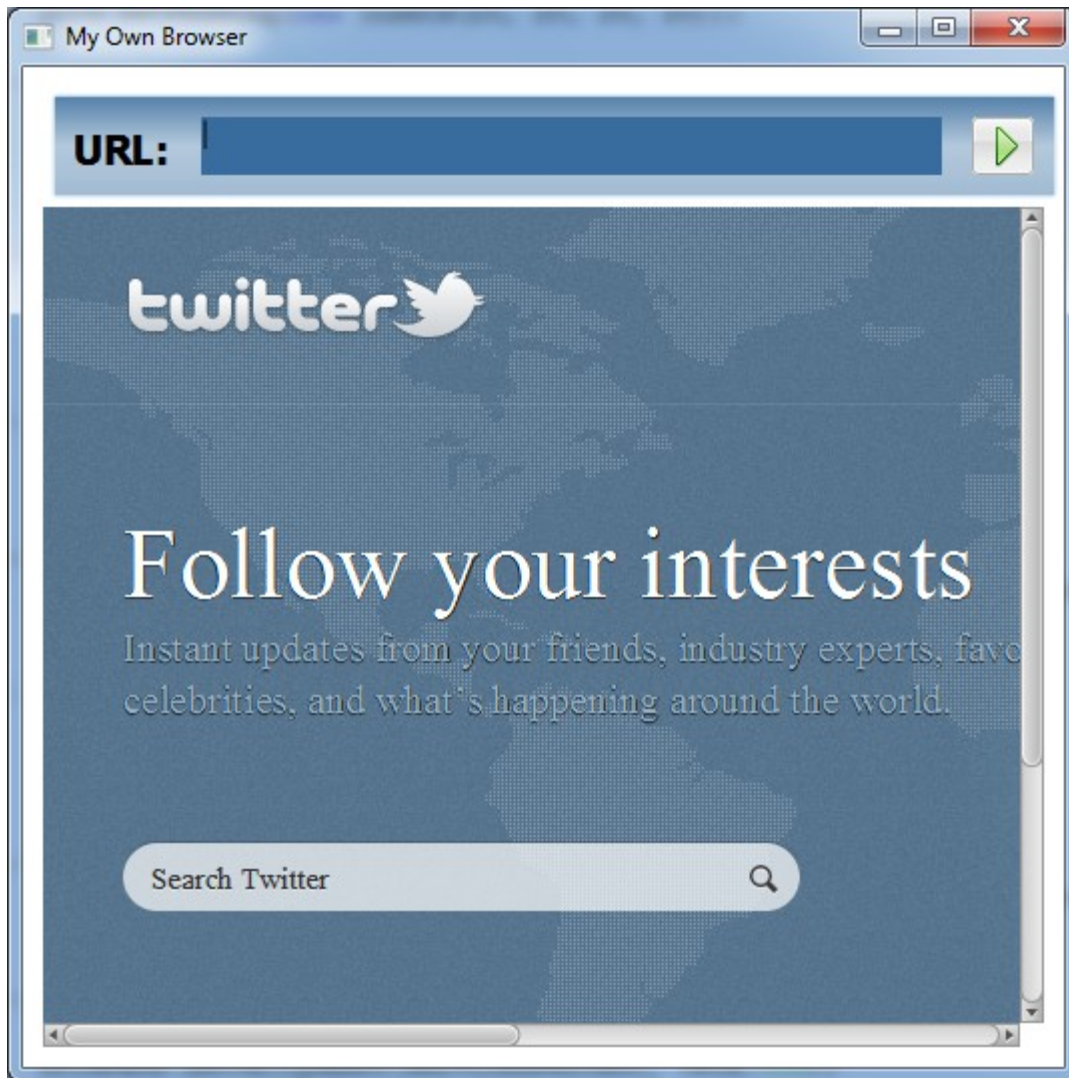 My Own Browser
URL:
twitter
Follow your interests
Instant updates from your friends, industry experts, favo
celebrities, and what's happening around the world.
Search Twitter